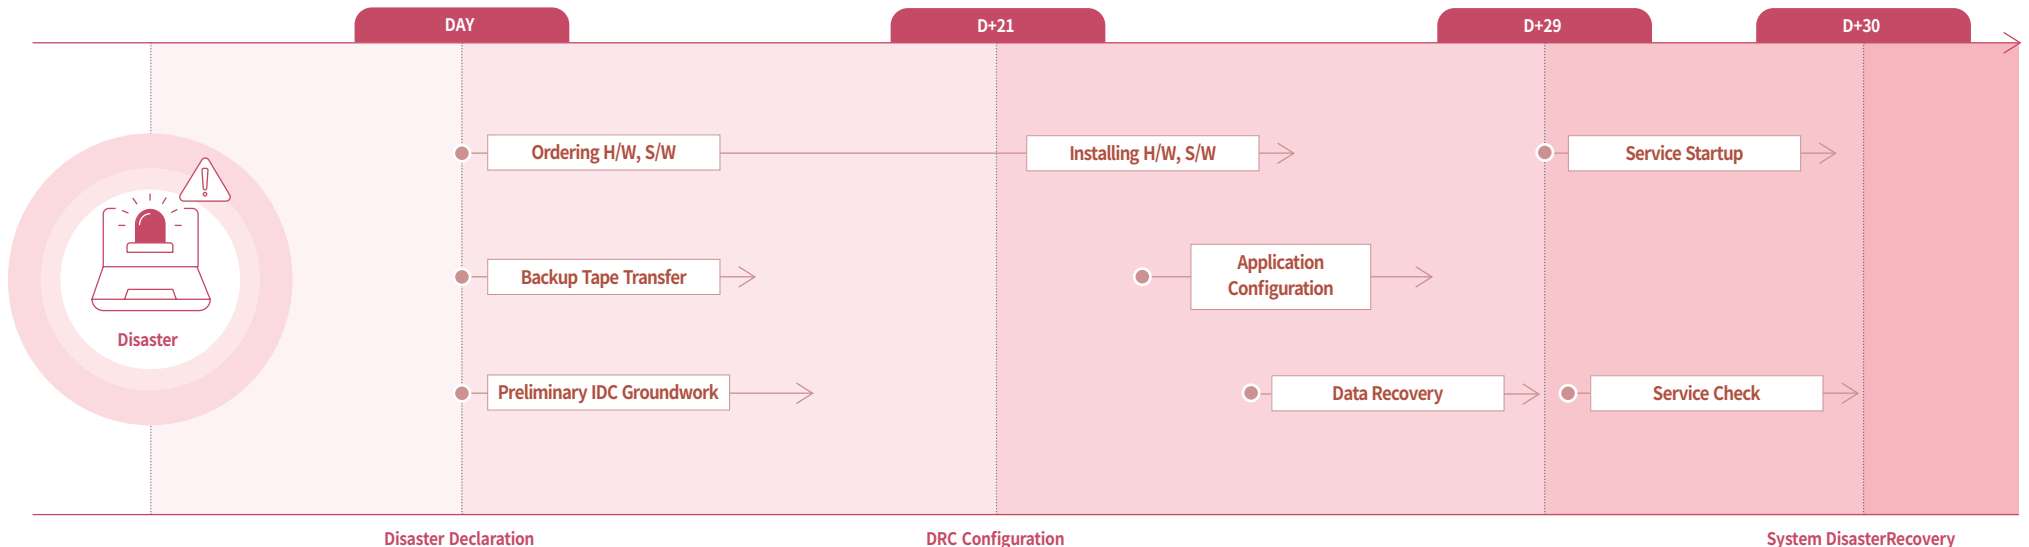 DAY
D+21
D+29
D+30
Ordering H/W, S/W
Installing H/W, S/W
Service Startup
Backup Tape Transfer
Application
Configuration
Disaster
Preliminary IDC Groundwork
Data Recovery
Service Check
Disaster Declaration
DRC Configuration
System DisasterRecovery